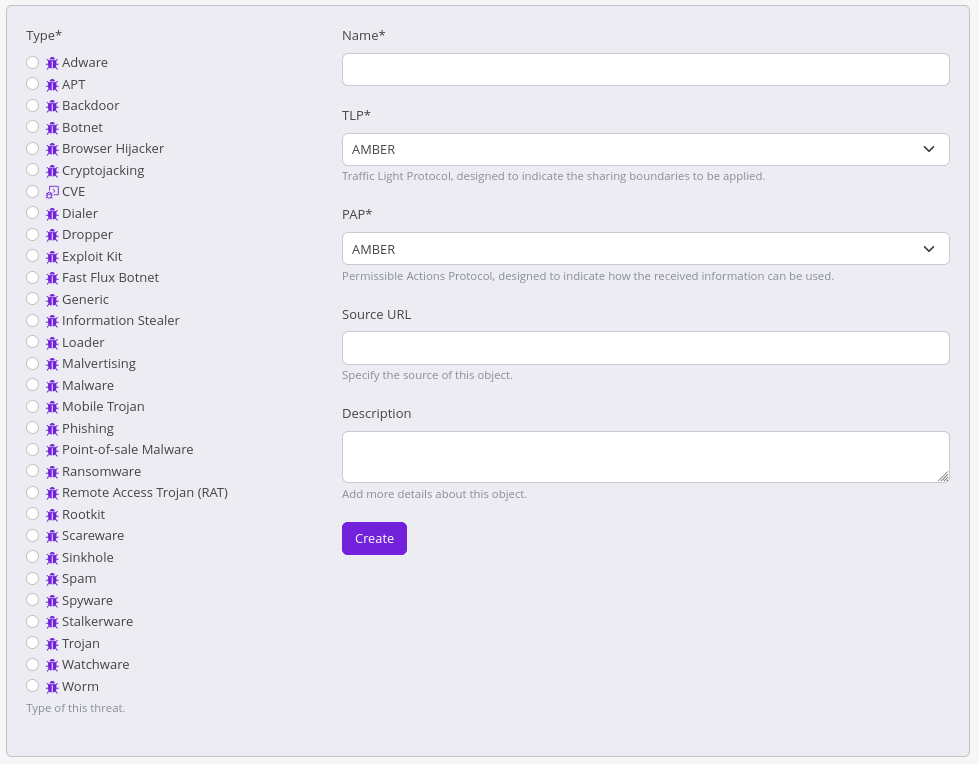 Type*
Adware
APT
Backdoor
Botnet
Browser Hijacker
Cryptojacking
CVE
Dialer
Dropper
Exploit Kit
Fast Flux Botnet
Generic
Information Stealer
Loader
Malvertising
Malware
Mobile Trojan
Phishing
Point-of-sale Malware
Ransomware
Remote Access Trojan (RAT)
Rootkit
Scareware
Sinkhole
Spam
Spyware
Stalkerware
Trojan
Watchware
Worm
Type of this threat.
Name*
TLP*
AMBER
Traffic Light Protocol, designed to indicate the sharing boundaries to be applied.
PAP*
AMBER
Permissible Actions Protocol, designed to indicate how the received information can be used.
Source URL
Specify the source of this object.
Description
Add more details about this object.
Create